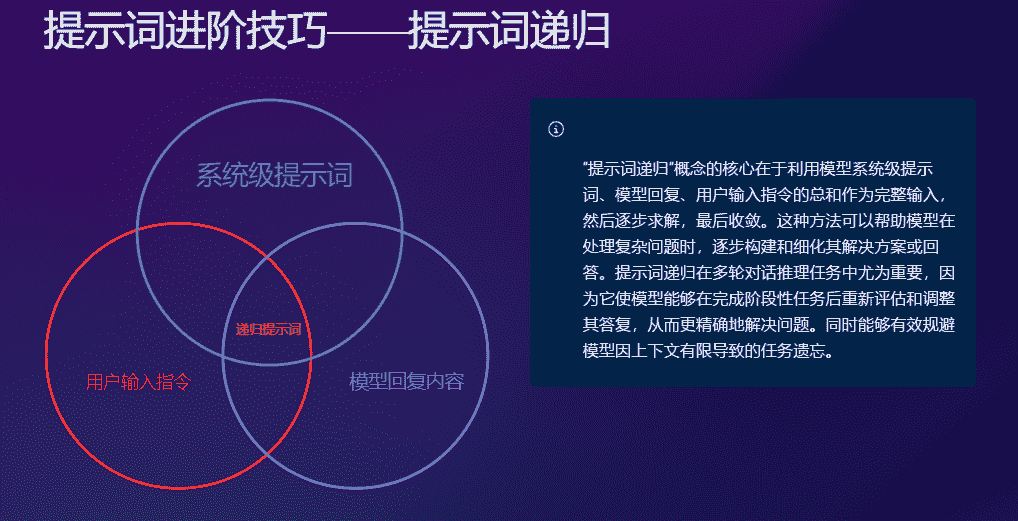 提示词进阶技巧——提示词递归
系统级提示词
递归提示词
用户输入指令
模型回复内容
“提示词递归”概念的核心在于利用模型系统级提示
词、模型回复、用户输入指令的总和作为完整输入，
然后逐步求解，最后收敛。这种方法可以帮助模型在
处理复杂问题时，逐步构建和细化其解决方案或回
答。提示词递归在多轮对话推理任务中尤为重要，因
为它使模型能够在完成阶段性任务后重新评估和调整
其答复，从而更精确地解决问题。同时能够有效规避
模型因上下文有限导致的任务遗忘。